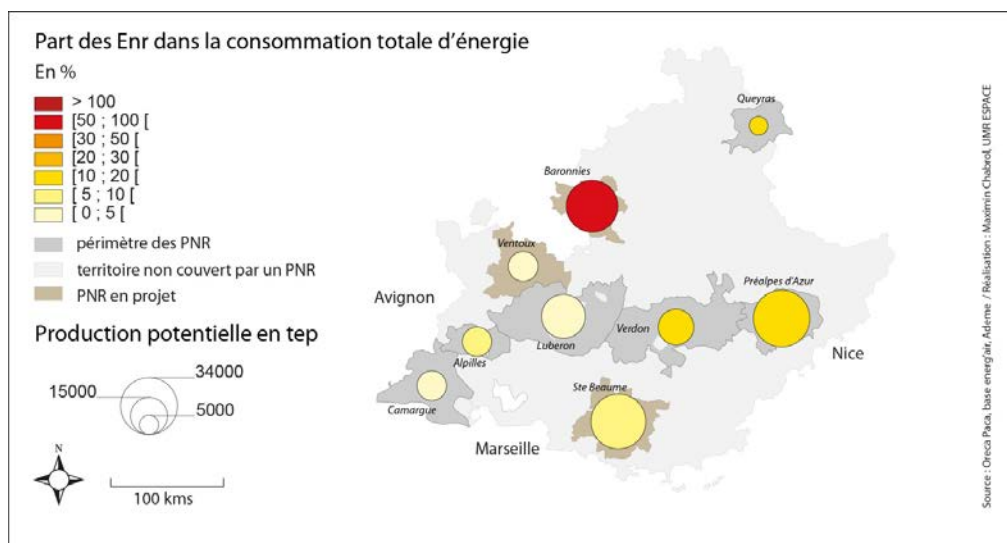 Part des Enr dans la consommation totale d'énergie
En %
> 100
[50 ; 100 [
[30 ; 50 [
[20 ; 30 [
[10 ; 20 [
[ 5 ; 10 [
[ 0 ; 5 [
périmètre des PNR
territoire non couvert par un PNR
PNR en projet
Production potentielle en tep
34000
15000
5000
N
100 kms
Queyras
Baronnies
Ventoux
Avignon
Préalpes d'Azur
Verdon
Luberon
Nice
Alpilles
Camargue
Ste Beaume
Marseille
Source : Oreca Paca, base energ'air, Ademe / Réalisation : Maximin Chabrol, UMR ESPACE